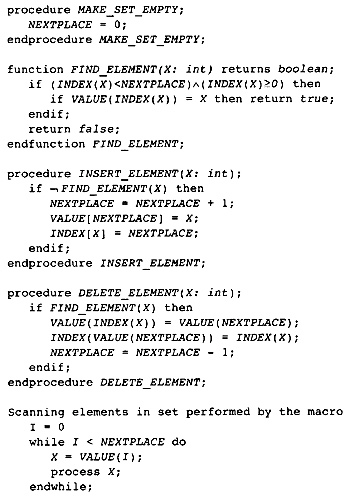 procedure MAKE_SET_EMPTY;
NEXTPLACE = 0;
endprocedure MAKE_SET_EMPTY;
function FIND_ELEMENT(X: int) returns boolean;
if (INDEX(X)<NEXTPLACE)∧(INDEX(X)≥0) then
if VALUE(INDEX(X)) = X then return true;
endif;
return false;
endfunction FIND_ELEMENT;
procedure INSERT_ELEMENT(X: int);
if ¬FIND_ELEMENT(X) then
NEXTPLACE = NEXTPLACE + 1;
VALUE[NEXTPLACE] = X;
INDEX[X] = NEXTPLACE;
endif;
endprocedure INSERT_ELEMENT;
procedure DELETE_ELEMENT(X: int);
if FIND_ELEMENT(X) then
VALUE(INDEX(X)) = VALUE(NEXTPLACE);
INDEX(VALUE(NEXTPLACE)) = INDEX(X);
NEXTPLACE = NEXTPLACE - 1;
endif;
endprocedure DELETE_ELEMENT;
Scanning elements in set performed by the macro
I = 0
while I < NEXTPLACE do
X = VALUE(I);
process X;
endwhile;